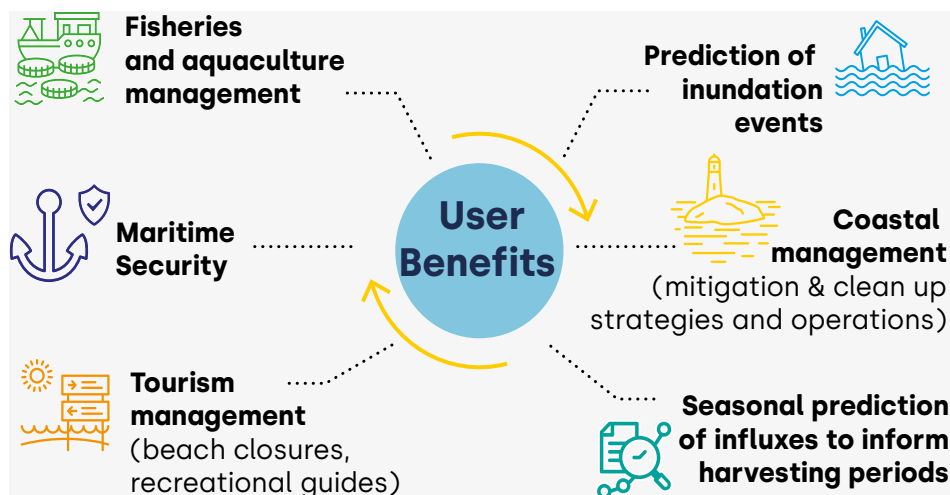 Fisheries
and aquaculture
management
Prediction of
inundation
events
User
Benefits
Maritime
Security
Coastal
management
(mitigation & clean up
strategies and operations)
Tourism
management
(beach closures,
recreational guides)
Seasonal prediction
of influxes to inform
harvesting periods